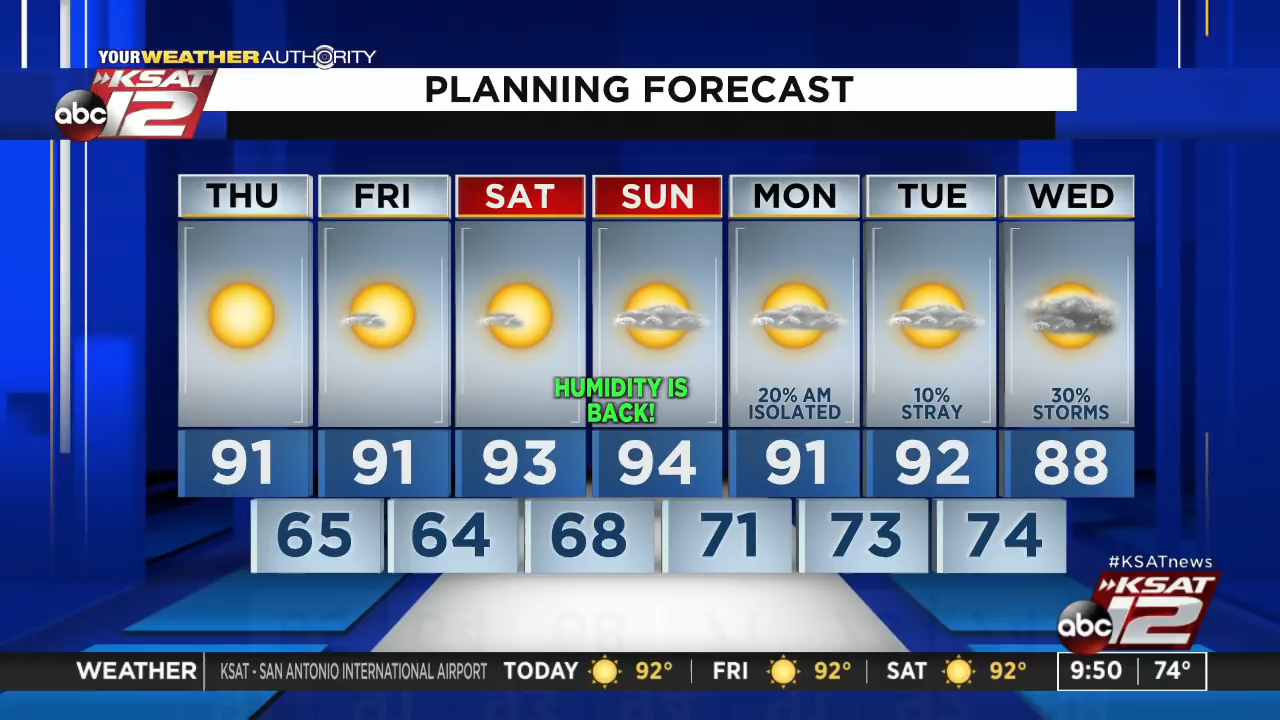 YOURWEATHERAUTHORITY
KSAT
abc 12
PLANNING FORECAST
THU FRI SAT SUN MON TUE WED
HUMIDITY IS
BACK!
20% AM
ISOLATED
10%
STRAY
30%
STORMS
91 91 93 94 91 92 88
65 64 68 71 73 74
#KSATnews
KSAT
abc 12
WEATHER KSAT - SAN ANTONIO INTERNATIONAL AIRPORT TODAY 92° FRI 92° SAT 92° 9:50 74°